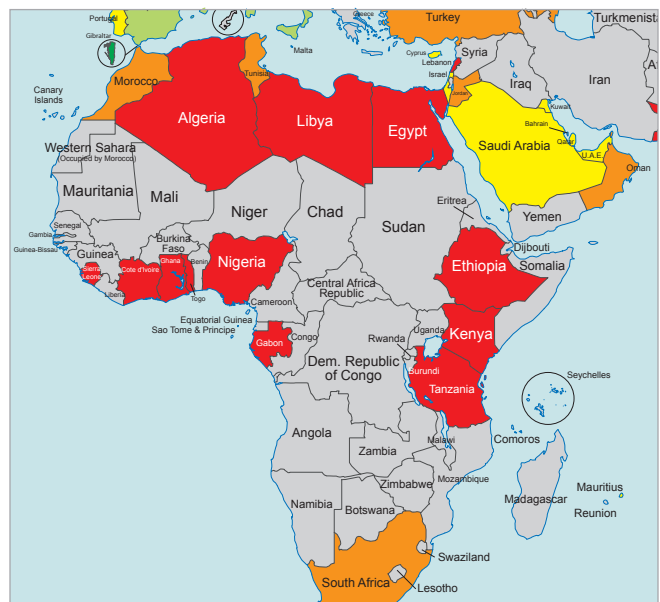 Portugal
Gibraltar
Malta
Greece
Turkey
Turkmenista
Cyprus
Syria
Lebanon
Israel
Jordan
Iraq
Iran
Af
Canary
Islands
Morocco
Tunisia
Algeria
Libya
Egypt
Kuwait
Bahrain
Qatar
U.A.E.
Saudi Arabia
Oman
Yemen
Western Sahara
(Occupied by Morocco)
Mauritania
Mali
Niger
Chad
Sudan
Eritrea
Djibouti
Somalia
Ethiopia
Senegal
Gambia
Guinea-Bissau
Guinea
Sierra
Leone
Liberia
Cote d'Ivoire
Burkina
Faso
Ghana
Togo
Benin
Nigeria
Cameroon
Central Africa
Republic
Equatorial Guinea
Sao Tome & Principe
Gabon
Congo
Dem. Republic
of Congo
Uganda
Rwanda
Burundi
Kenya
Tanzania
Seychelles
Angola
Zambia
Malawi
Comoros
Mozambique
Zimbabwe
Namibia
Botswana
Madagascar
Mauritius
Reunion
Swaziland
South Africa
Lesotho